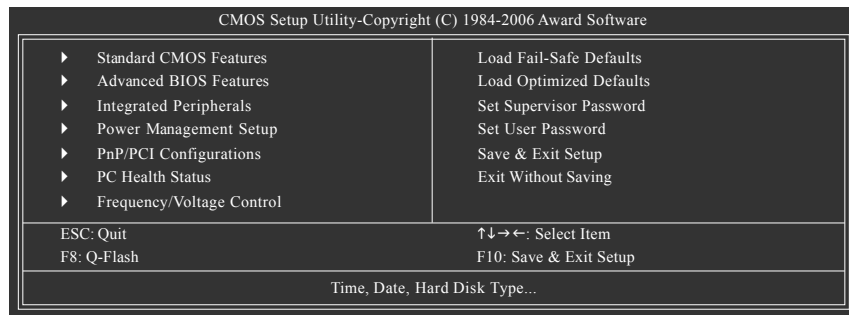 CMOS Setup Utility-Copyright (C) 1984-2006 Award Software
Standard CMOS Features
Advanced BIOS Features
Integrated Peripherals
Power Management Setup
PnP/PCI Configurations
PC Health Status
Frequency/Voltage Control
Load Fail-Safe Defaults
Load Optimized Defaults
Set Supervisor Password
Set User Password
Save & Exit Setup
Exit Without Saving
ESC: Quit
F8: Q-Flash
↑↓→←: Select Item
F10: Save & Exit Setup
Time, Date, Hard Disk Type...